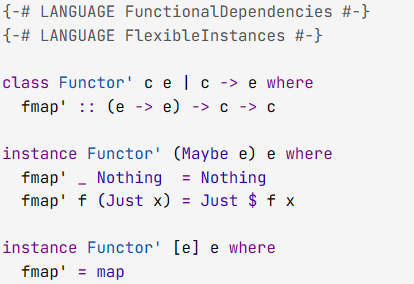 {-# LANGUAGE FunctionalDependencies #-}
{-# LANGUAGE FlexibleInstances #-}

class Functor' c e | c -> e where
  fmap' :: (e -> e) -> c -> c

instance Functor' (Maybe e) e where
  fmap' _ Nothing  = Nothing
  fmap' f (Just x) = Just $ f x

instance Functor' [e] e where
  fmap' = map